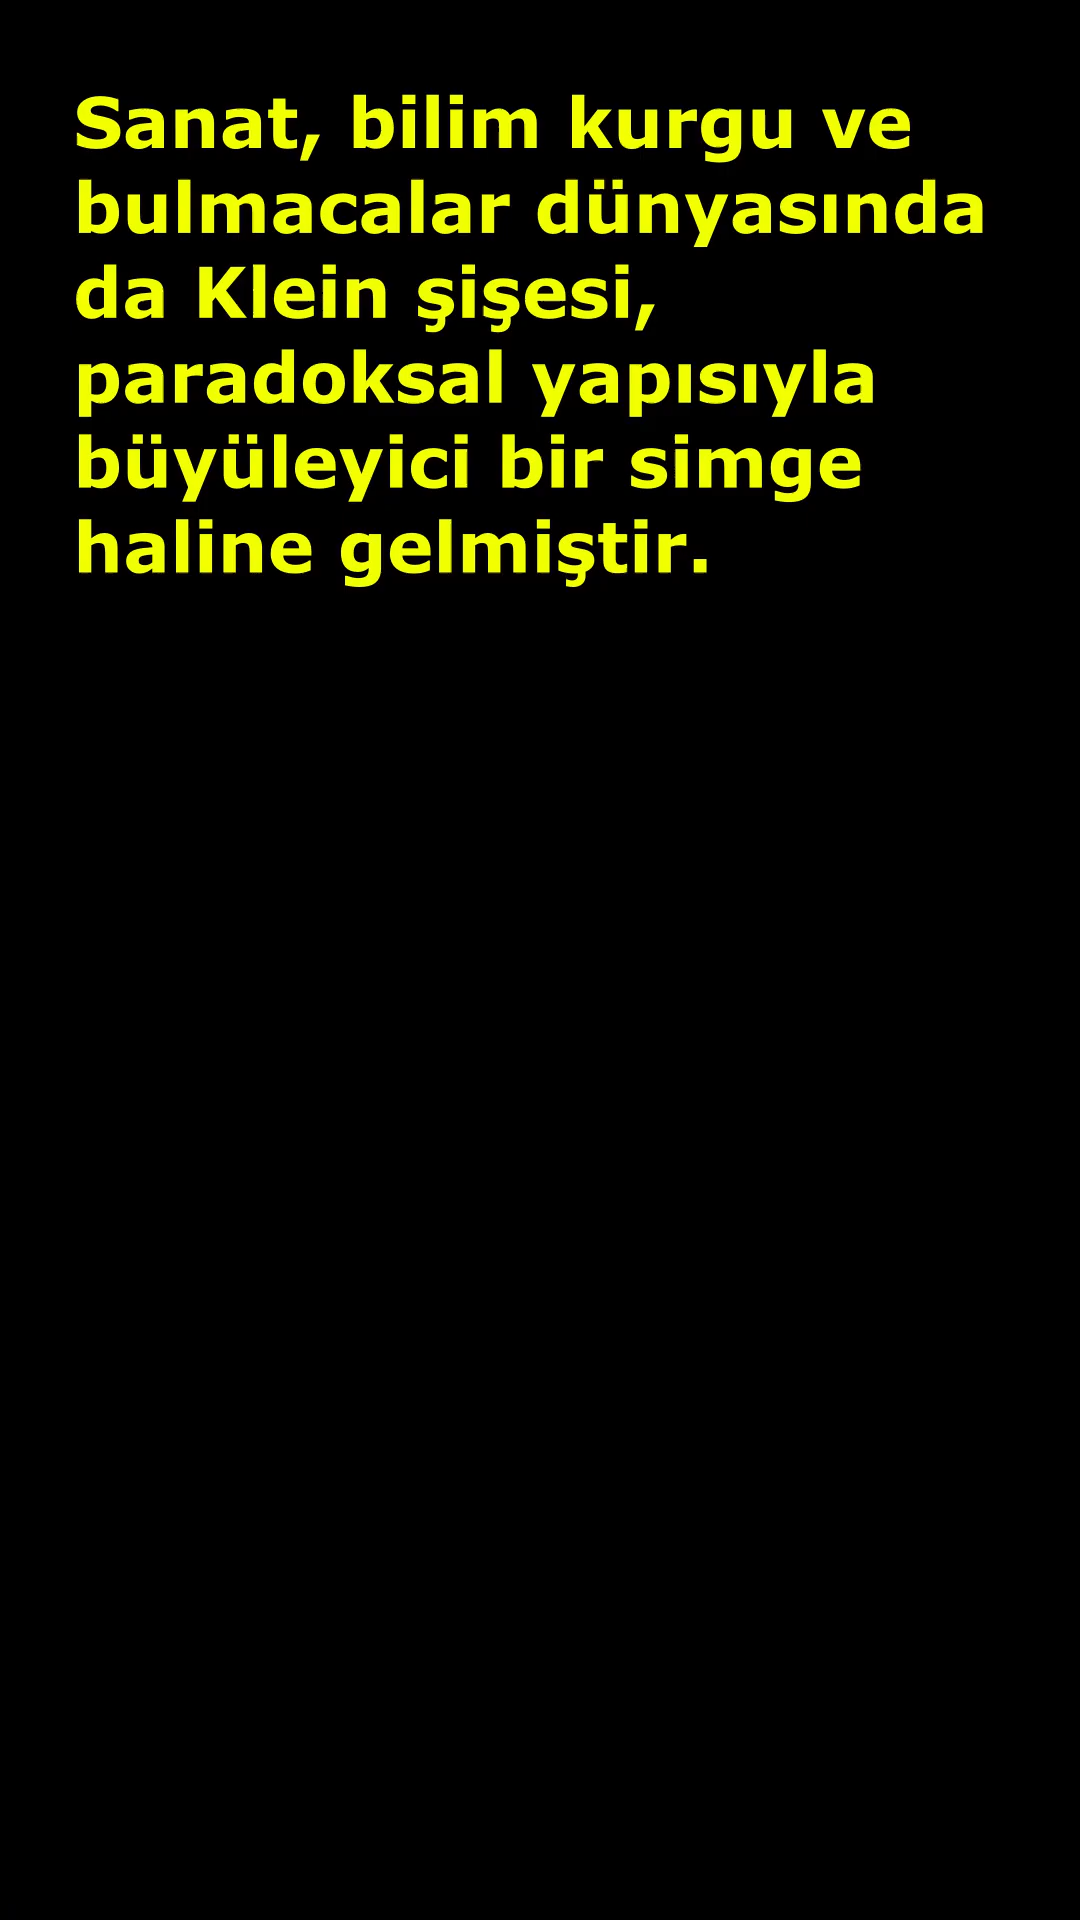 Sanat, bilim kurgu ve
bulmacalar dünyasında
da Klein şişesi,
paradoksal yapısıyla
büyüleyici bir simge
haline gelmiştir.